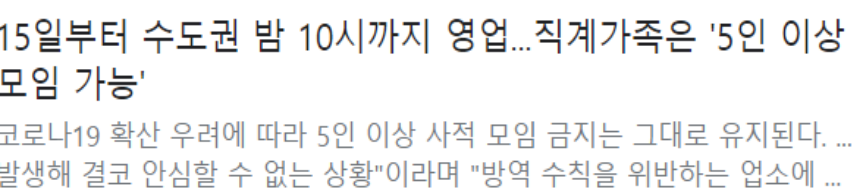 15일부터 수도권 밤 10시까지 영업...직계가족은 '5인 이상
모임 가능'
코로나19 확산 우려에 따라 5인 이상 사적 모임 금지는 그대로 유지된다. ...
발생해 결코 안심할 수 없는 상황"이라며 "방역 수칙을 위반하는 업소에 ...